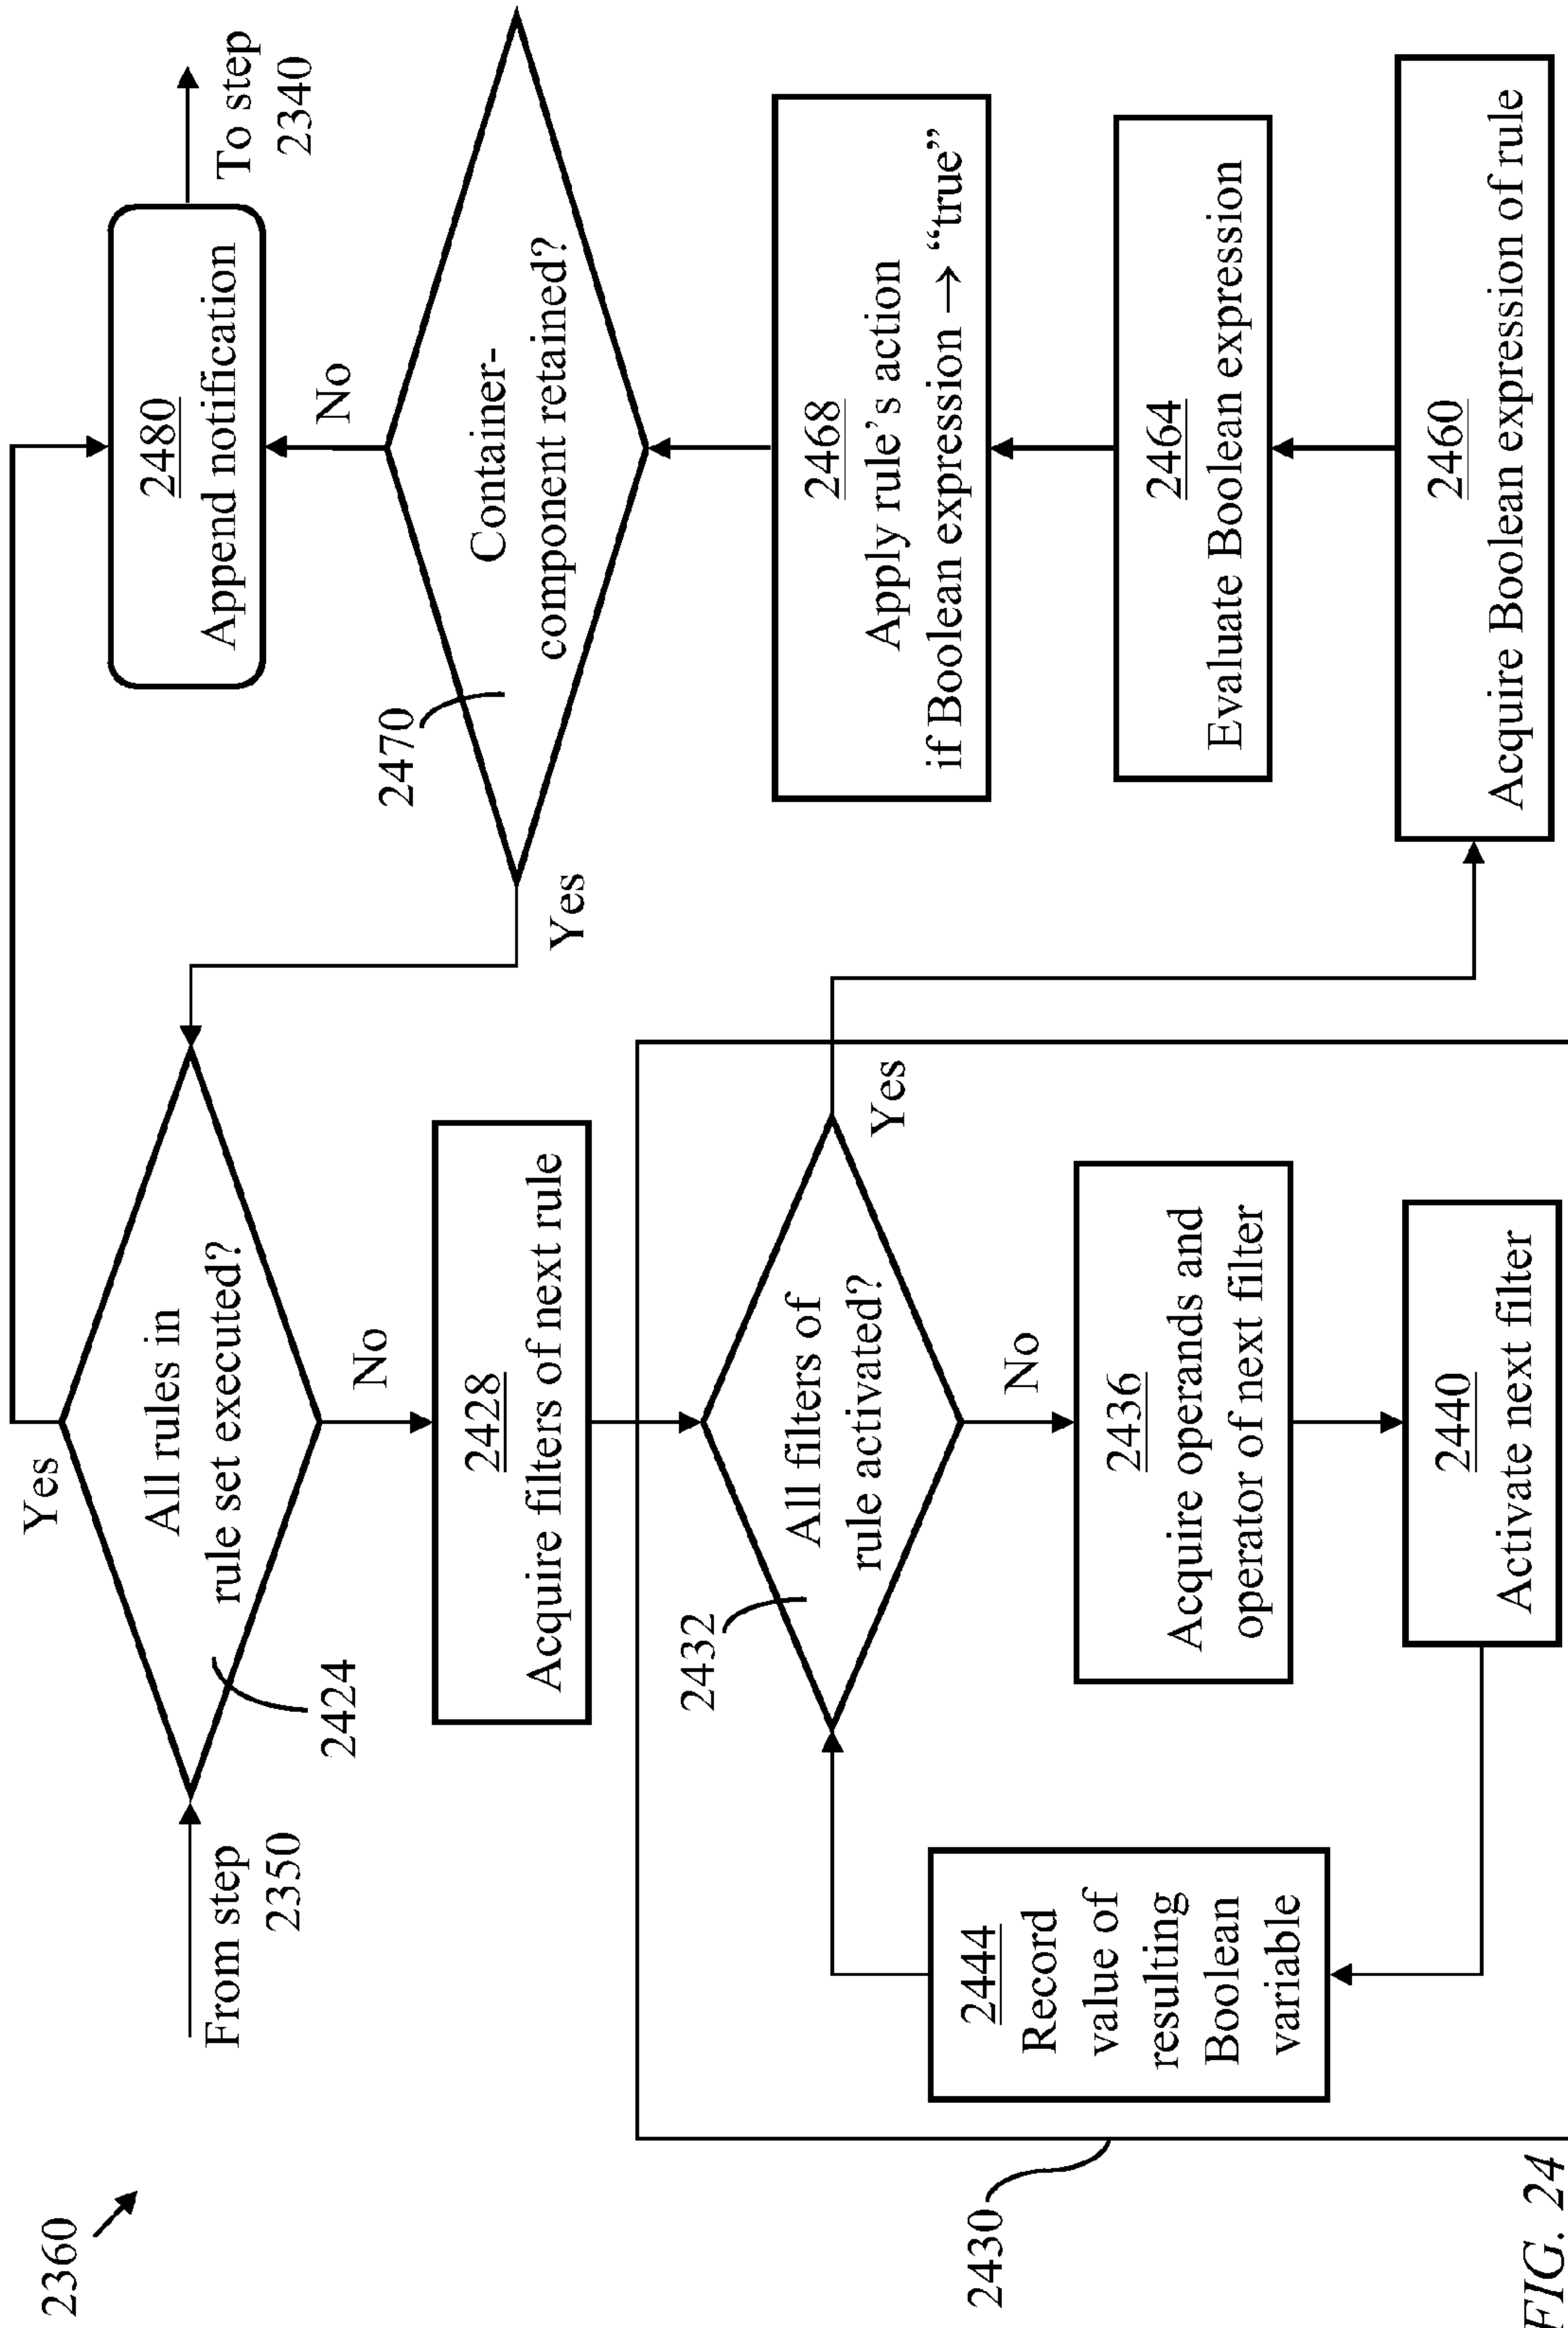 2360
From step
2350
Yes
All rules in
rule set executed?
2424
No
2428
Acquire filters of next rule
2430
2432
All filters of
rule activated?
Yes
No
2436
Acquire operands and
operator of next filter
2440
Activate next filter
2444
Record
value of
resulting
Boolean
variable
2460
Acquire Boolean expression of rule
2464
Evaluate Boolean expression
2468
Apply rule's action
if Boolean expression → “true”
2470
Container-
component retained?
Yes
No
2480
Append notification
To step
2340
FIG. 24